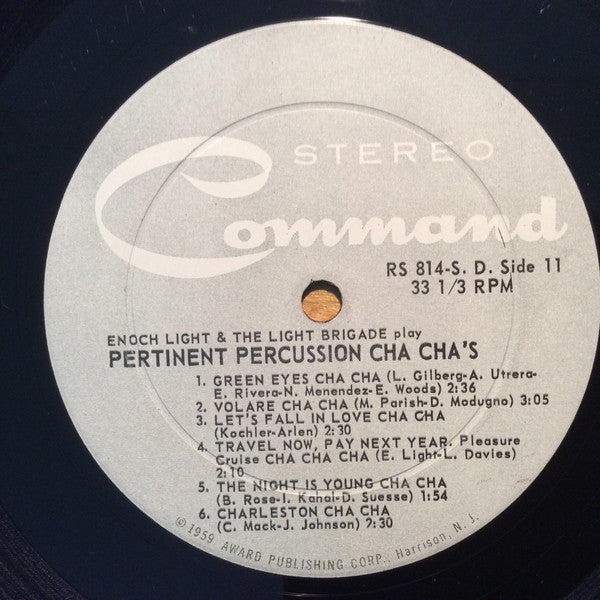 STEREO
Command
RS 814-S. D. Side 11
33 1/3 RPM
ENOCH LIGHT & THE LIGHT BRIGADE play
PERTINENT PERCUSSION CHA CHA'S
1. GREEN EYES CHA CHA (L. Gilberg-A. Utrera-
E. Rivera-N. Menendez-E. Woods) 2:36
2. VOLARE CHA CHA (M. Parish-D. Modugno) 3:05
3. LET'S FALL IN LOVE CHA CHA
(Kochler-Arlen) 2:30
4. TRAVEL NOW, PAY NEXT YEAR. Pleasure
Cruise CHA CHA CHA (E. Light-L. Davies)
2:10
5. THE NIGHT IS YOUNG CHA CHA
(B. Rose-I. Kahal-D. Suesse) 1:54
6. CHARLESTON CHA CHA
(C. Mack-J. Johnson) 2:30
© 1959 AWARD PUBLISHING CORP., Harrison, N. J.